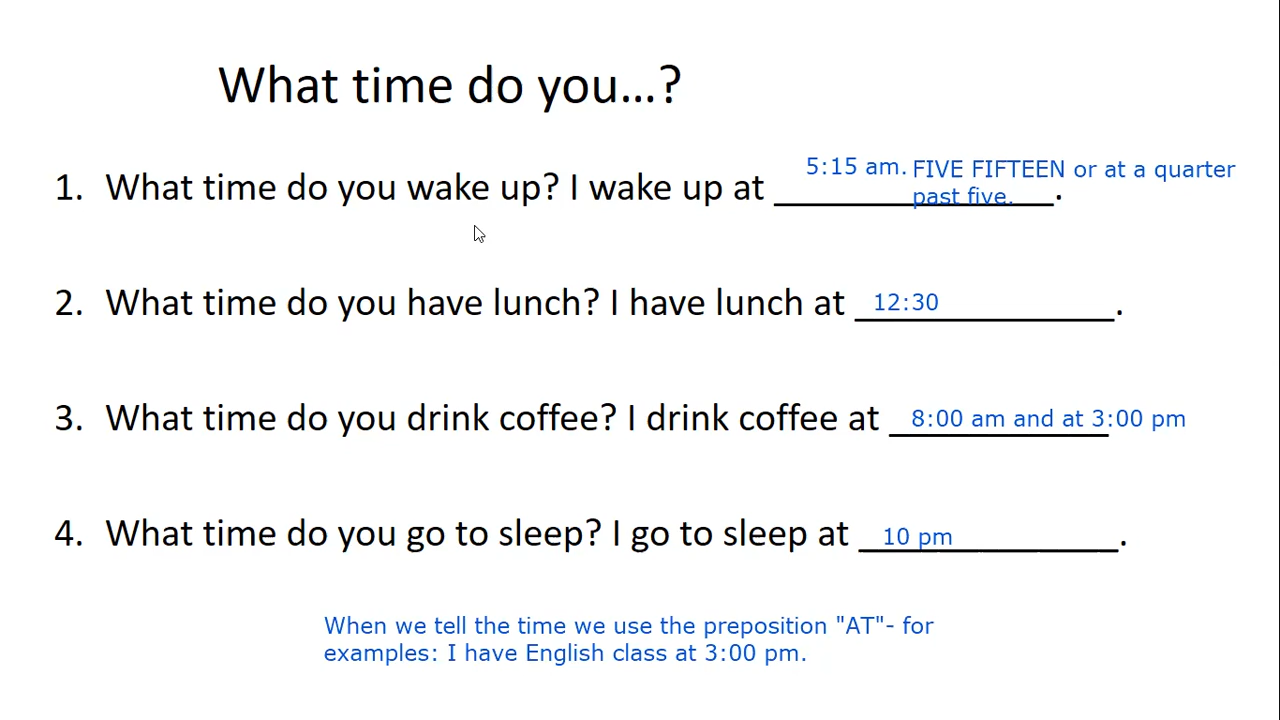 What time do you...?
1. What time do you wake up? I wake up at ______________. 5:15 am. FIVE FIFTEEN or at a quarter
past five.
2. What time do you have lunch? I have lunch at _____________. 12:30
3. What time do you drink coffee? I drink coffee at ___________ 8:00 am and at 3:00 pm
4. What time do you go to sleep? I go to sleep at _____________. 10 pm
When we tell the time we use the preposition "AT"- for
examples: I have English class at 3:00 pm.